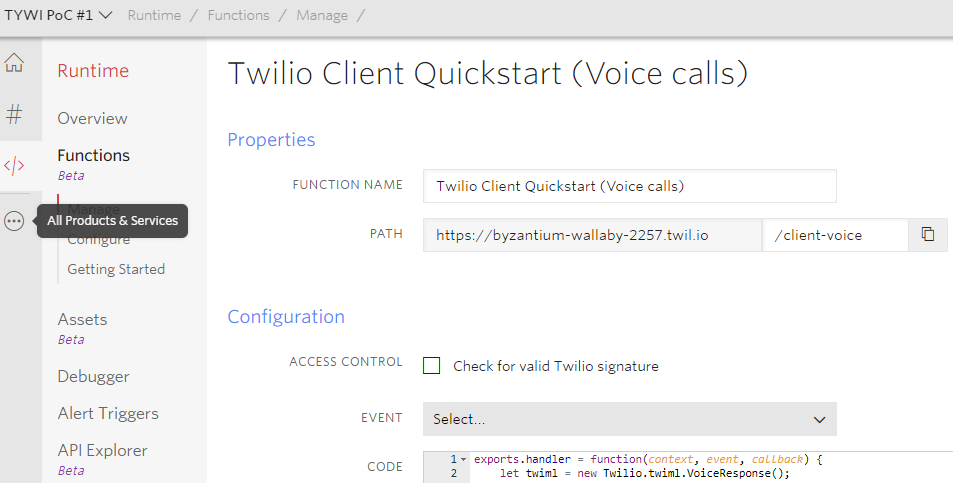 TYWI PoC #1 Runtime / Functions / Manage /
Runtime
Overview
Functions
Beta
Manage
All Products & Services
Configure
Getting Started
Assets
Beta
Debugger
Alert Triggers
API Explorer
Beta
Twilio Client Quickstart (Voice calls)
Properties
FUNCTION NAME Twilio Client Quickstart (Voice calls)
PATH https://byzantium-wallaby-2257.twil.io /client-voice
Configuration
ACCESS CONTROL Check for valid Twilio signature
EVENT Select...
CODE 1 exports.handler = function(context, event, callback) {
2 let twiml = new Twilio.twiml.VoiceResponse();